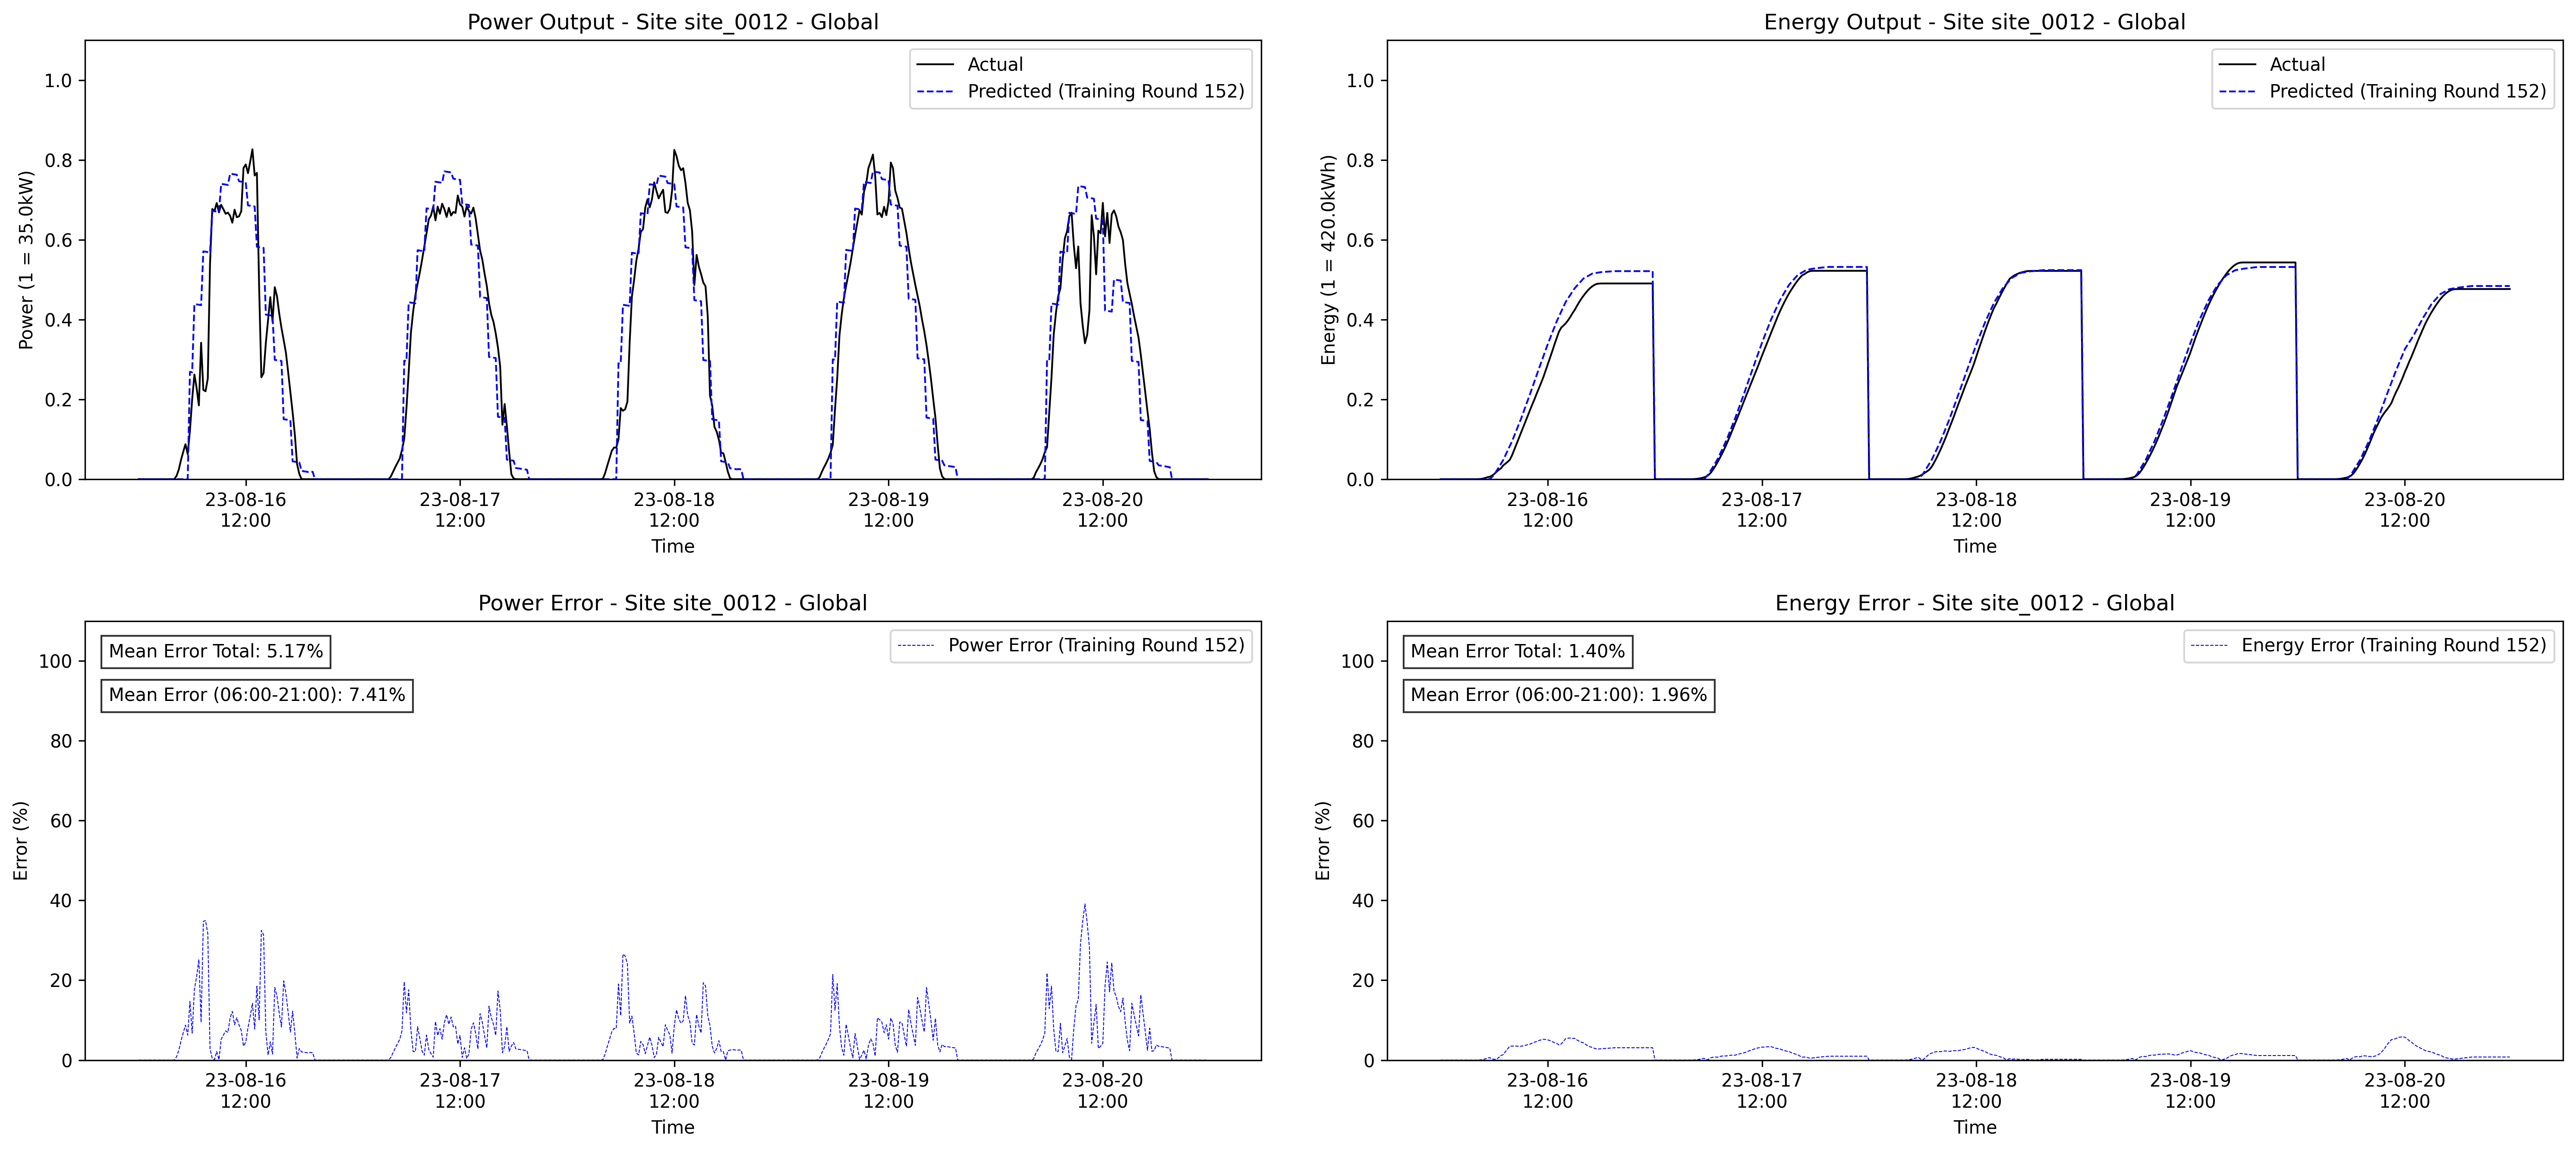 Power Output - Site site_0012 - Global
Power (1 = 35.0kW)
1.0
0.8
0.6
0.4
0.2
0.0
Actual
Predicted (Training Round 152)
23-08-16
12:00
23-08-17
12:00
23-08-18
12:00
23-08-19
12:00
23-08-20
12:00
Time
Energy Output - Site site_0012 - Global
Energy (1 = 420.0kWh)
1.0
0.8
0.6
0.4
0.2
0.0
Actual
Predicted (Training Round 152)
23-08-16
12:00
23-08-17
12:00
23-08-18
12:00
23-08-19
12:00
23-08-20
12:00
Time
Power Error - Site site_0012 - Global
Error (%)
100
80
60
40
20
0
Mean Error Total: 5.17%
Mean Error (06:00-21:00): 7.41%
Power Error (Training Round 152)
23-08-16
12:00
23-08-17
12:00
23-08-18
12:00
23-08-19
12:00
23-08-20
12:00
Time
Energy Error - Site site_0012 - Global
Error (%)
100
80
60
40
20
0
Mean Error Total: 1.40%
Mean Error (06:00-21:00): 1.96%
Energy Error (Training Round 152)
23-08-16
12:00
23-08-17
12:00
23-08-18
12:00
23-08-19
12:00
23-08-20
12:00
Time